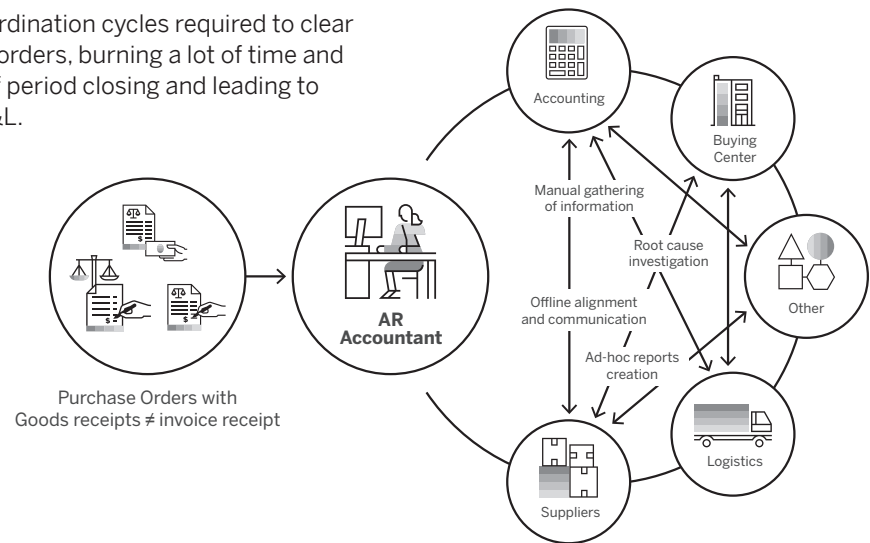 rdination cycles required to clear
orders, burning a lot of time and
period closing and leading to
L.
Accounting
Buying
Center
Manual gathering
of information
Root cause
investigation
Other
Offline alignment
and communication
AR
Accountant
Ad-hoc reports
creation
Purchase Orders with
Goods receipts ≠ invoice receipt
Logistics
Suppliers